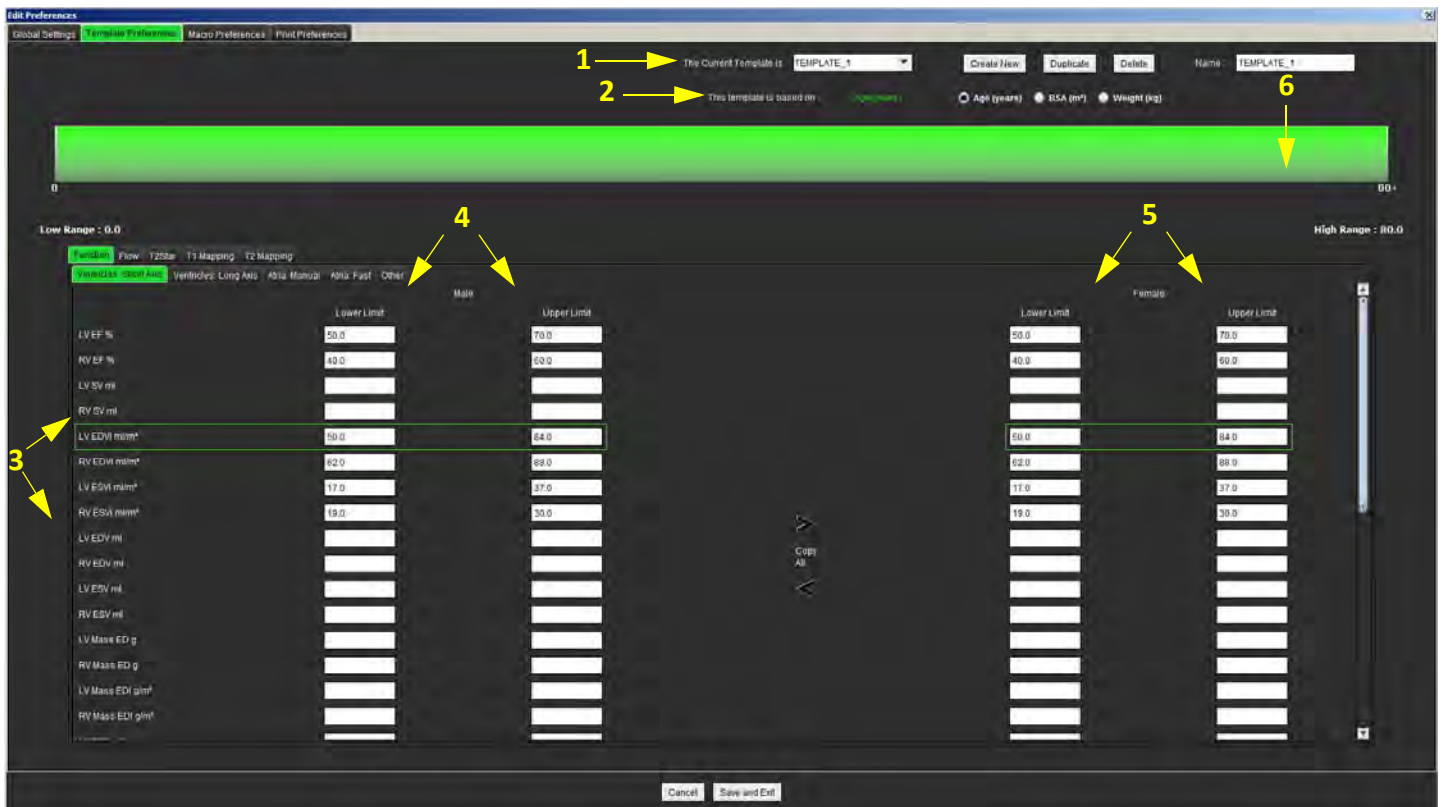 Edit Preferences
Global Settings Template Preferences Macro Preferences Print Preferences
1 The Current Template is TEMPLATE_1 Create New Duplicate Delete Name TEMPLATE_1
2 This template is based on Age (years) BSA (m²) Weight (kg) 6
0 80+
Low Range : 0.0 4 5 High Range : 80.0
Function Flow T2Star T1 Mapping T2 Mapping
Ventricles: Short Axis Ventricles: Long Axis Atria: Manual Atria: Fast Other
Male Female
Lower Limit Upper Limit Lower Limit Upper Limit
LV EF % 50.0 70.0 50.0 70.0
RV EF % 40.0 60.0 40.0 60.0
LV SV ml
RV SV ml
LV EDVI ml/m² 50.0 84.0 50.0 84.0
3 RV EDVI ml/m² 62.0 88.0 62.0 88.0
LV ESVI ml/m² 17.0 37.0 17.0 37.0
RV ESVI ml/m² 19.0 30.0 19.0 30.0
>
LV EDV ml
Copy
All
RV EDV ml
LV ESV ml <
RV ESV ml
LV Mass ED g
RV Mass ED g
LV Mass EDI g/m²
RV Mass EDI g/m²
Cancel Save and Exit